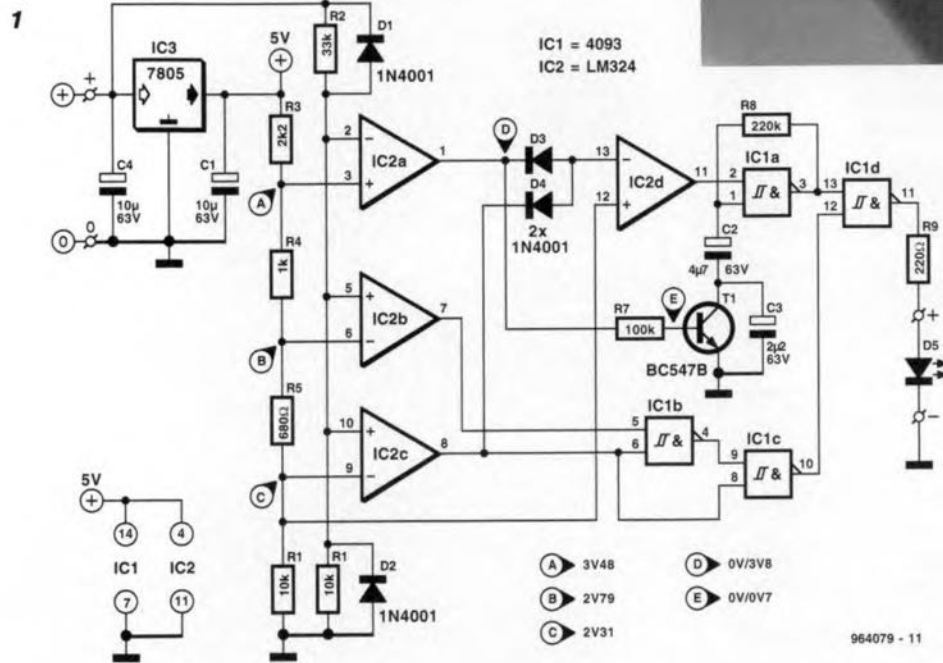 1
IC3
7805
+
+
0
0
C4
10µ
63V
C1
10µ
63V
5V
R2
33k
D1
1N4001
R3
2k2
A
R4
1k
B
R5
680Ω
C
R1
10k
R1
10k
D2
1N4001
IC1 = 4093
IC2 = LM324
2
3
IC2a
1
5
6
IC2b
7
10
9
IC2c
8
D
D3
D4
2x
1N4001
13
12
IC2d
11
R8
220k
IC1a
2
1
&
3
C2
4µ7
63V
R7
100k
E
T1
BC547B
C3
2µ2
63V
IC1b
5
6
&
4
IC1c
9
8
&
10
IC1d
13
12
&
11
R9
220Ω
+
D5
−
5V
14
4
IC1
IC2
7
11
A 3V48
B 2V79
C 2V31
D 0V/3V8
E 0V/0V7
964079 - 11